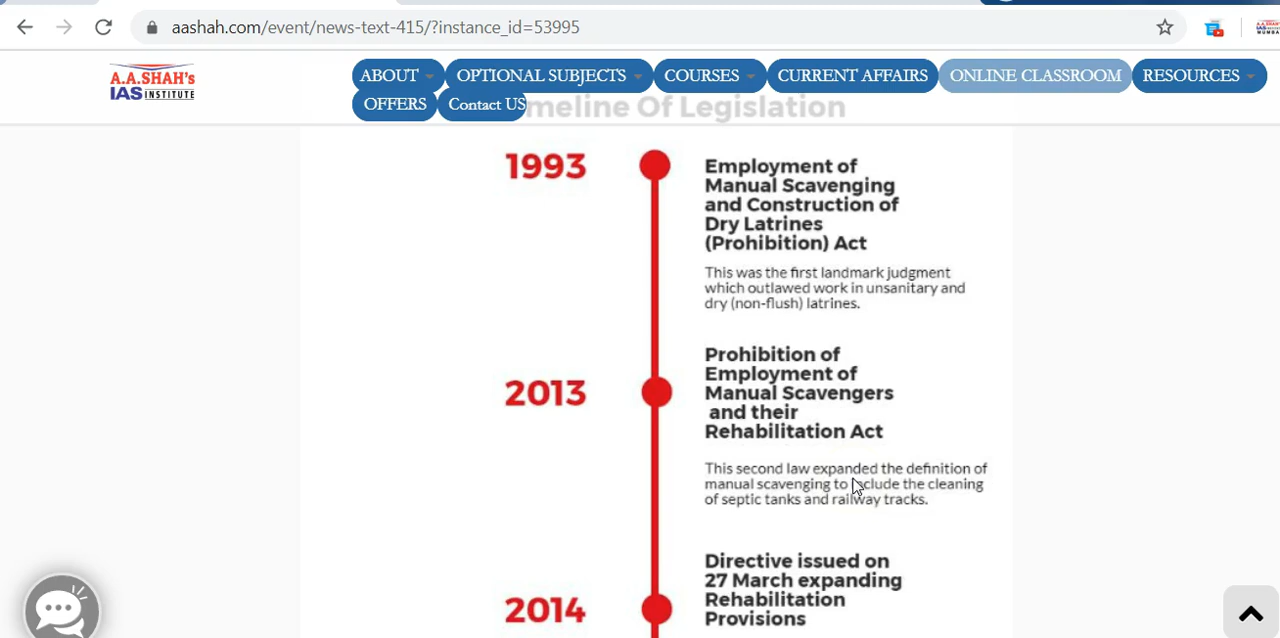 aashah.com/event/news-text-415/?instance_id=53995
A.A.SHAH's
IAS INSTITUTE
ABOUT OPTIONAL SUBJECTS COURSES CURRENT AFFAIRS ONLINE CLASSROOM RESOURCES
OFFERS Contact US
Of Legislation
1993
Employment of
Manual Scavenging
and Construction of
Dry Latrines
(Prohibition) Act
This was the first landmark judgment
which outlawed work in unsanitary and
dry (non-flush) latrines.
2013
Prohibition of
Employment of
Manual Scavengers
and their
Rehabilitation Act
This second law expanded the definition of
manual scavenging to include the cleaning
of septic tanks and railway tracks.
2014
Directive issued on
27 March expanding
Rehabilitation
Provisions